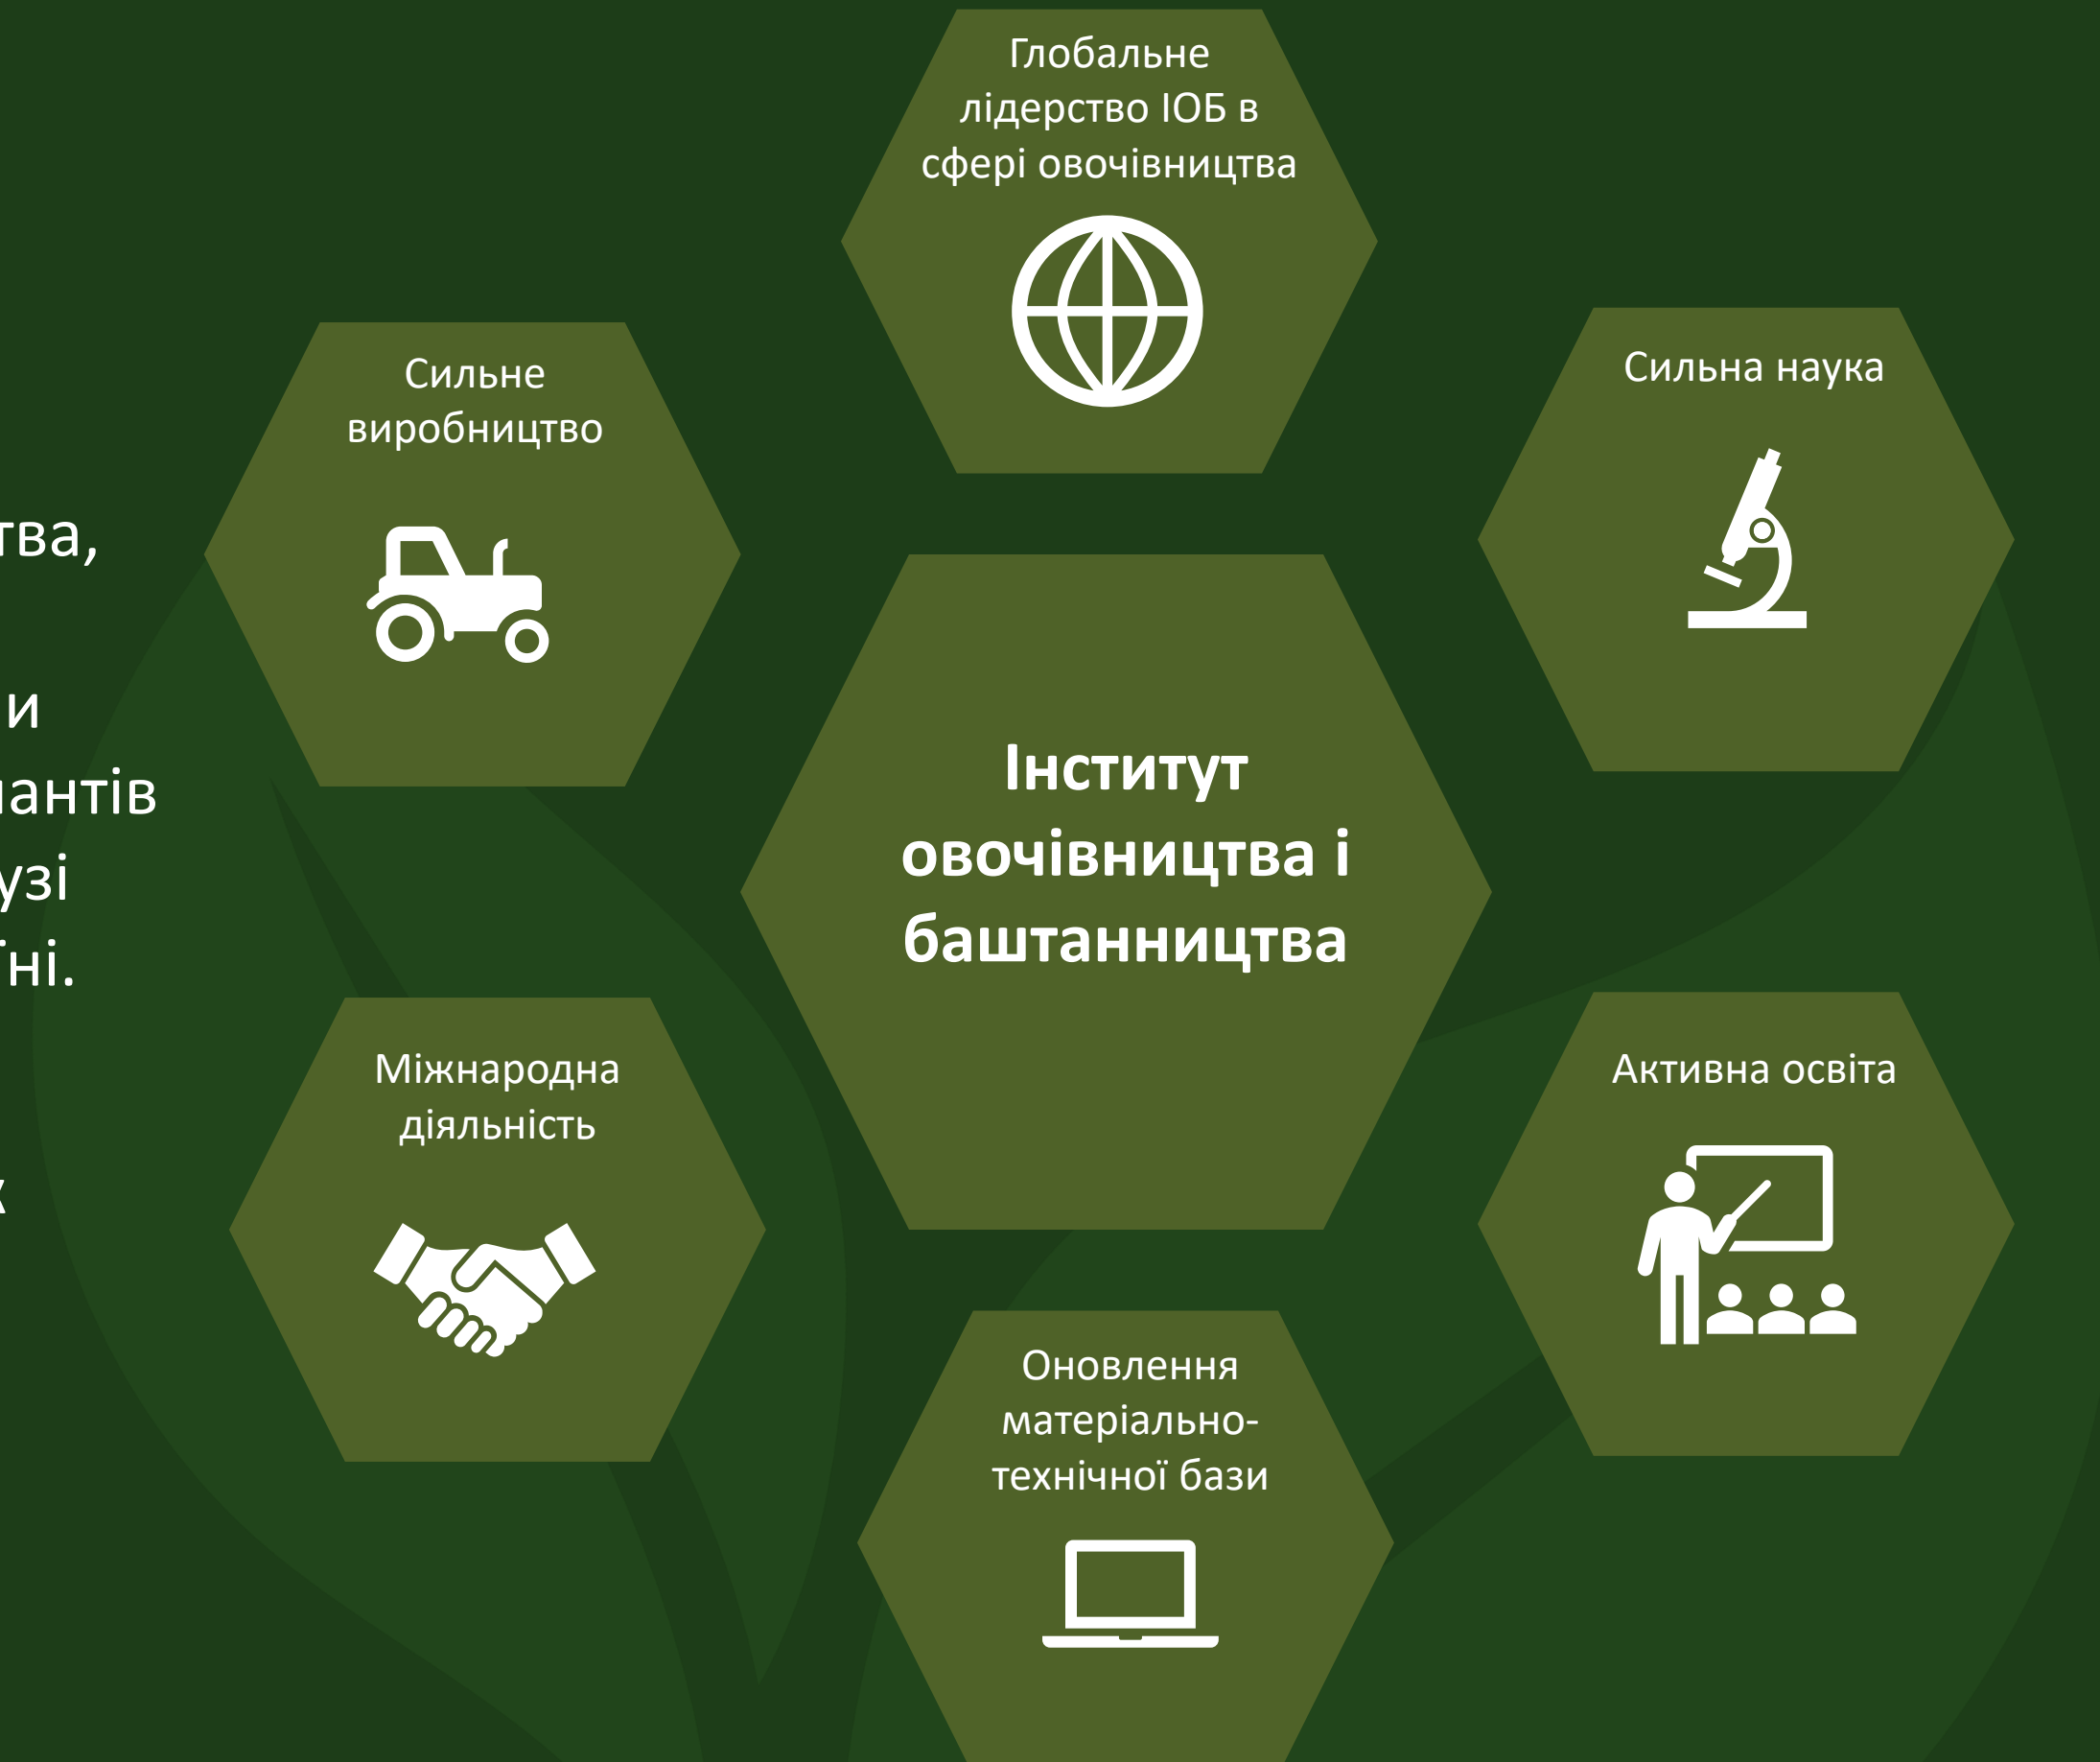 Глобальне
лідерство ІОБ в
сфері овочівництва
Сильне
виробництво
Сильна наука
Інститут
овочівництва і
баштанництва
Міжнародна
діяльність
Активна освіта
Оновлення
матеріально-
технічної бази